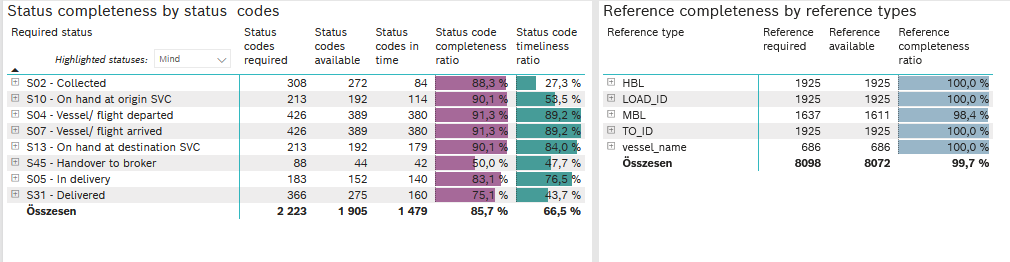 Status completeness by status codes
Required status Status codes required Status codes available Status codes in time Status code completeness ratio Status code timeliness ratio
Highlighted statuses: Mind
S02 - Collected 308 272 84 88,3 % 27,3 %
S10 - On hand at origin SVC 213 192 114 90,1 % 53,5 %
S04 - Vessel/ flight departed 426 389 380 91,3 % 89,2 %
S07 - Vessel/ flight arrived 426 389 380 91,3 % 89,2 %
S13 - On hand at destination SVC 213 192 179 90,1 % 84,0 %
S45 - Handover to broker 88 44 42 50,0 % 47,7 %
S05 - In delivery 183 152 140 83,1 % 76,5 %
S31 - Delivered 366 275 160 75,1 % 43,7 %
Összesen 2 223 1 905 1 479 85,7 % 66,5 %
Reference completeness by reference types
Reference type Reference required Reference available Reference completeness ratio
HBL 1925 1925 100,0 %
LOAD_ID 1925 1925 100,0 %
MBL 1637 1611 98,4 %
TO_ID 1925 1925 100,0 %
vessel_name 686 686 100,0 %
Összesen 8098 8072 99,7 %